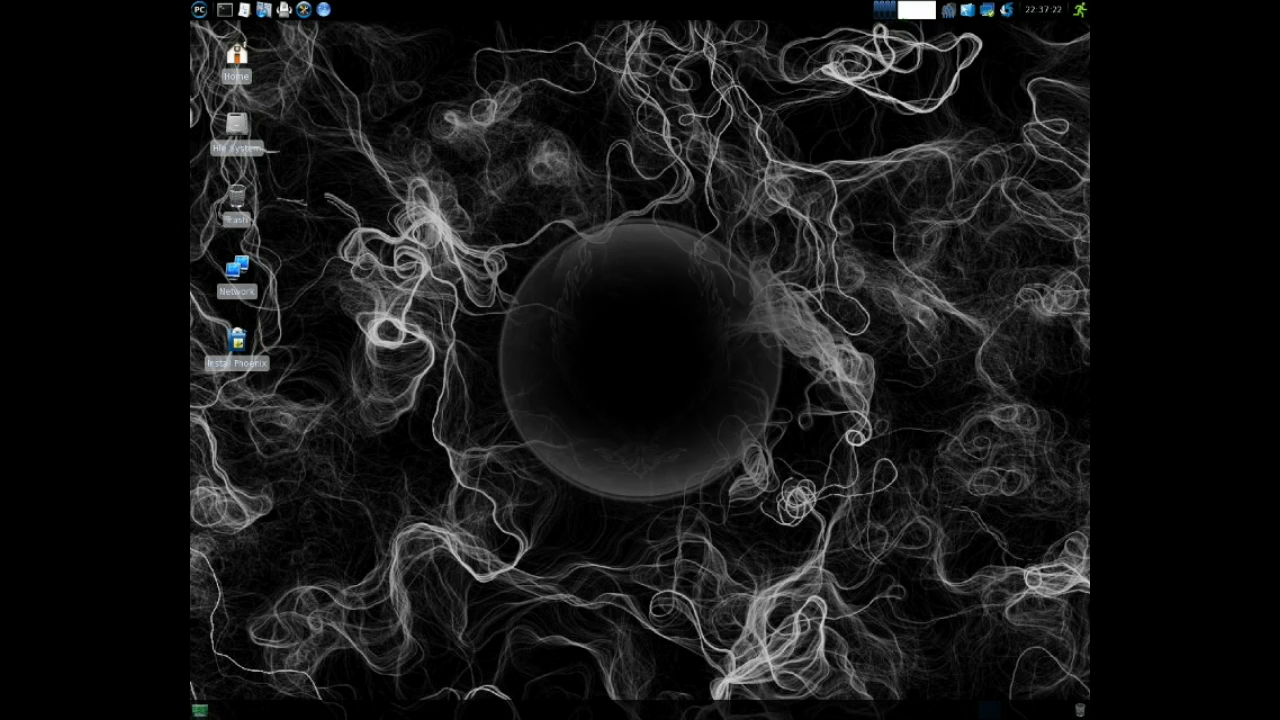 PC
22:37:22
Home
File System
Trash
Network
Install Phoenix